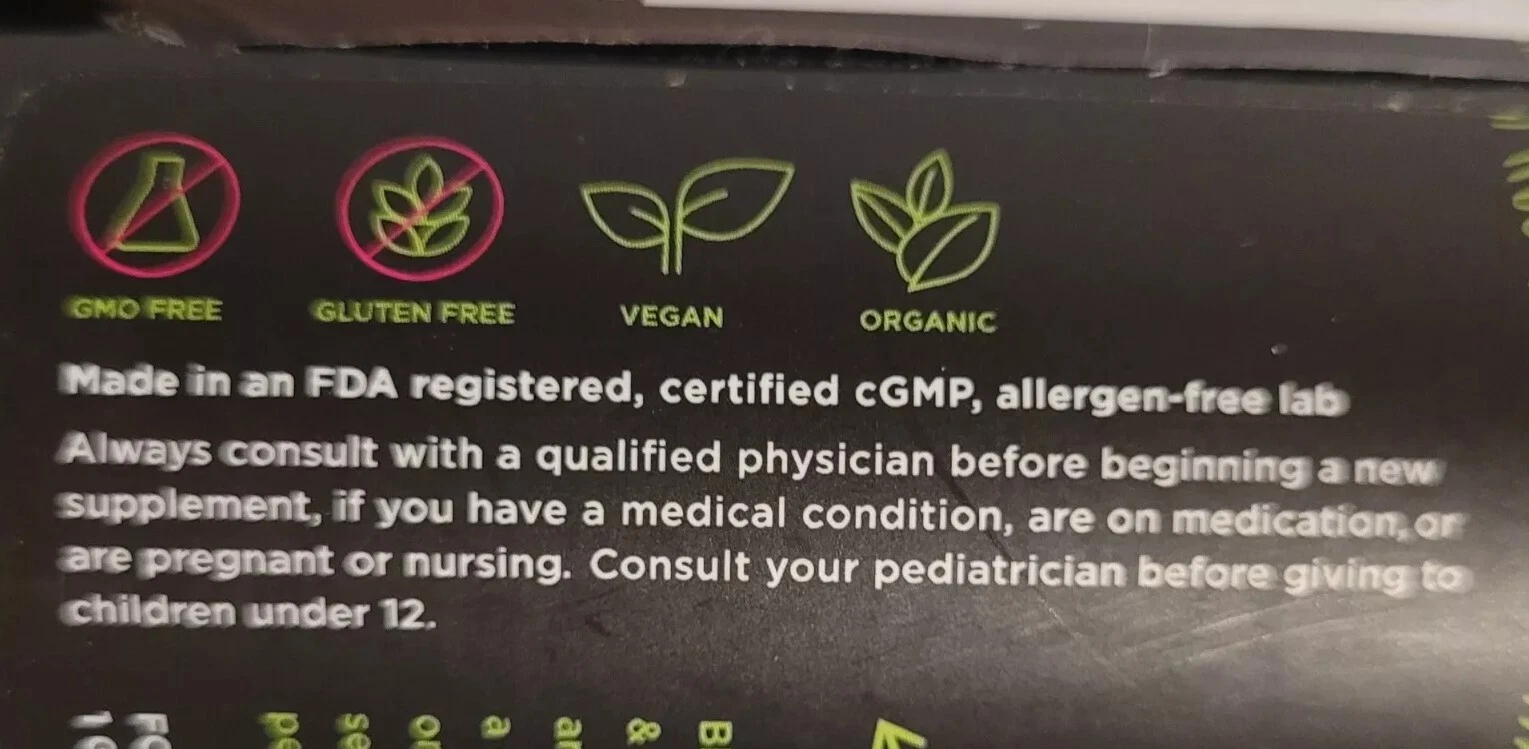 GMO FREE
GLUTEN FREE
VEGAN
ORGANIC
Made in an FDA registered, certified cGMP, allergen-free lab
Always consult with a qualified physician before beginning a new
supplement, if you have a medical condition, are on medication, or
are pregnant or nursing. Consult your pediatrician before giving to
children under 12.